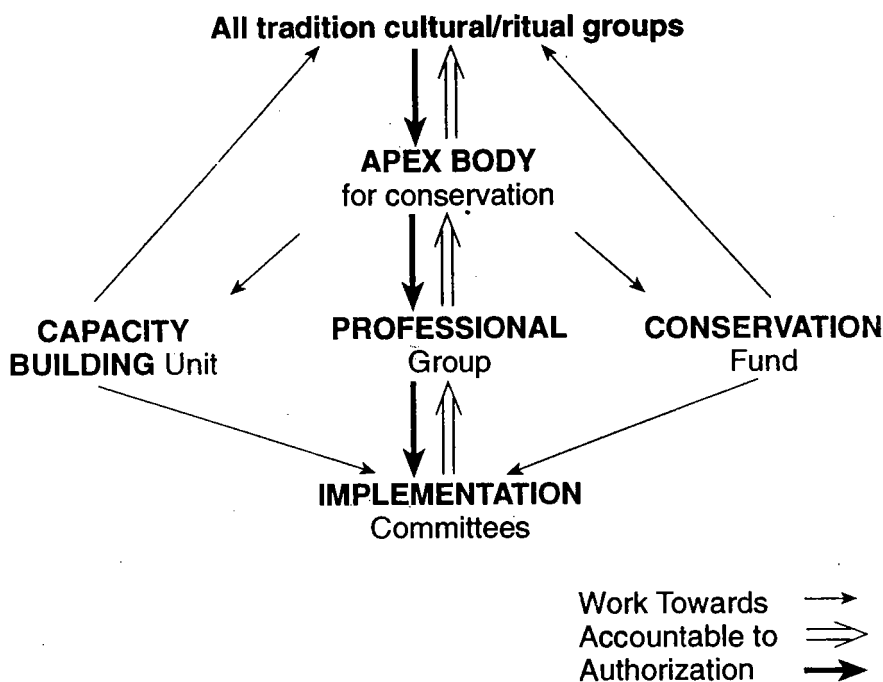 All tradition cultural/ritual groups
APEX BODY
for conservation
CAPACITY
BUILDING Unit
PROFESSIONAL
Group
CONSERVATION
Fund
IMPLEMENTATION
Committees
Work Towards
Accountable to
Authorization